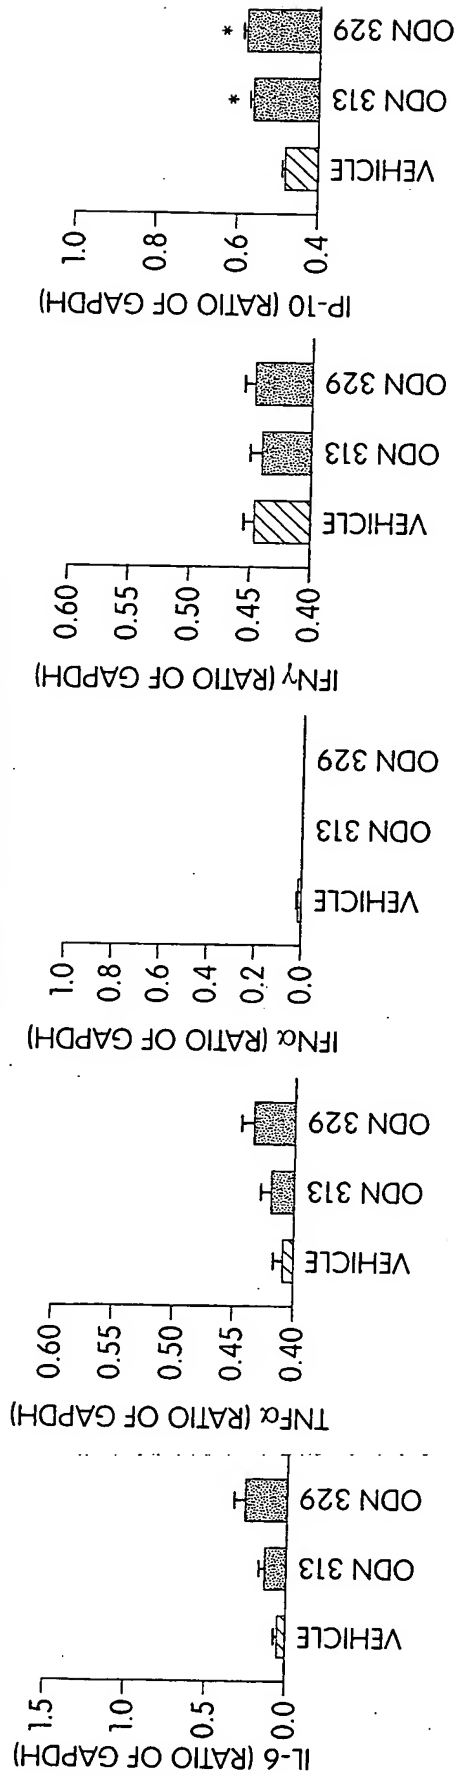 IL-6 (RATIO OF GAPDH)
1.5
1.0
0.5
0.0
VEHICLE
ODN 313
ODN 329
TNFα (RATIO OF GAPDH)
0.60
0.55
0.50
0.45
0.40
VEHICLE
ODN 313
ODN 329
IFNα (RATIO OF GAPDH)
1.0
0.8
0.6
0.4
0.2
0.0
VEHICLE
ODN 313
ODN 329
IFNγ (RATIO OF GAPDH)
0.60
0.55
0.50
0.45
0.40
VEHICLE
ODN 313
ODN 329
IP-10 (RATIO OF GAPDH)
1.0
0.8
0.6
0.4
*
*
VEHICLE
ODN 313
ODN 329